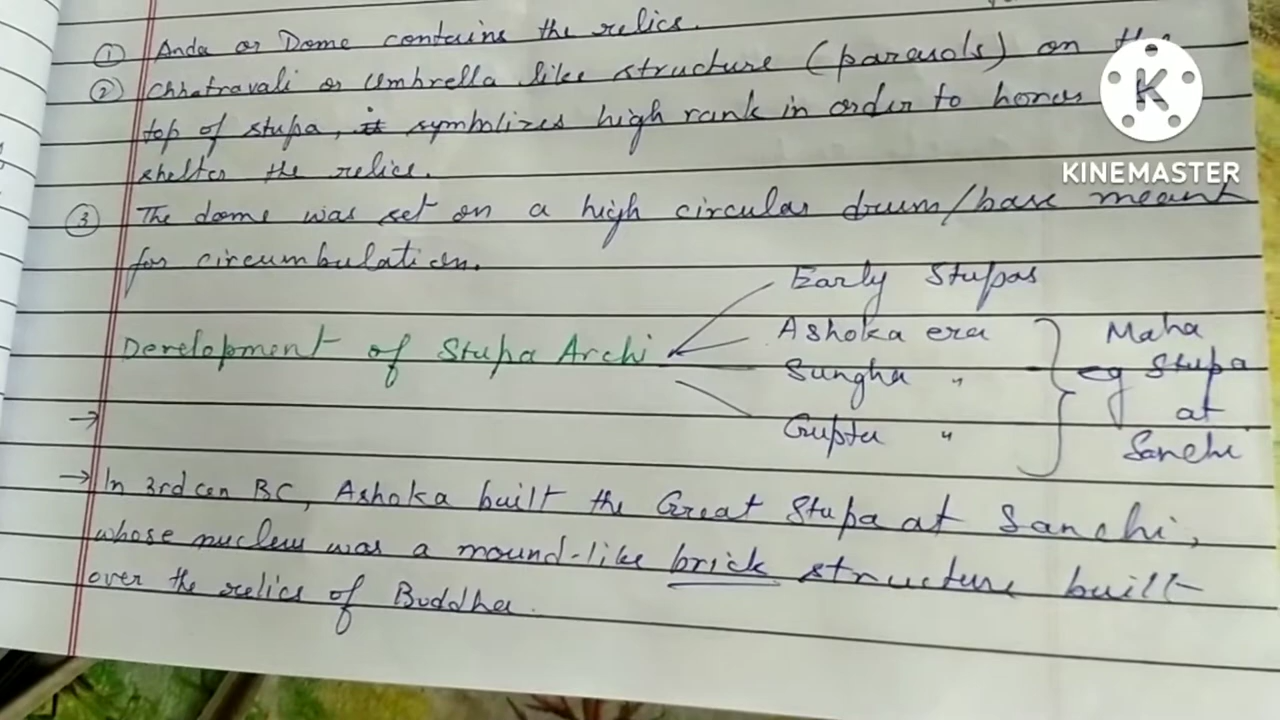 ① Anda or Dome contains the relics.
② Chhatravali or Umbrella like structure (parasols) on the
top of stupa, it symbolizes high rank in order to honor
shelter the relics.
③ The dome was set on a high circular drum/base meant
for circumbulation.
Development of Stupa Archi
Early Stupas
Ashoka era
Sungha "
Gupta "
Maha
eg Stupa
at
Sanchi
→
→ In 3rd cen BC, Ashoka built the Great Stupa at Sanchi,
whose nucleus was a mound-like brick structure built
over the relics of Buddha.
K
KINEMASTER